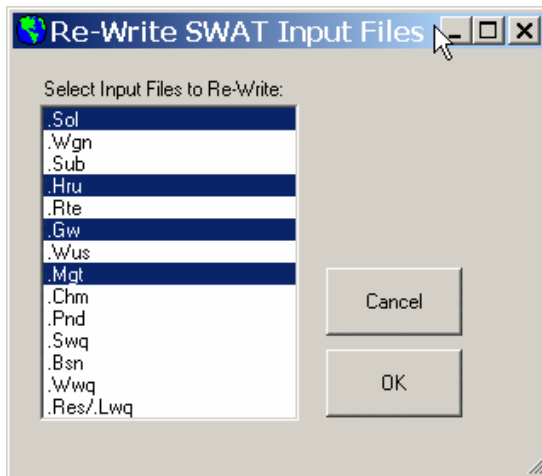 Re-Write SWAT Input Files
Select Input Files to Re-Write:
.Sol
.Wgn
.Sub
.Hru
.Rte
.Gw
.Wus
.Mgt
.Chm
.Pnd
.Swq
.Bsn
.Wwq
.Res/.Lwq
Cancel
OK